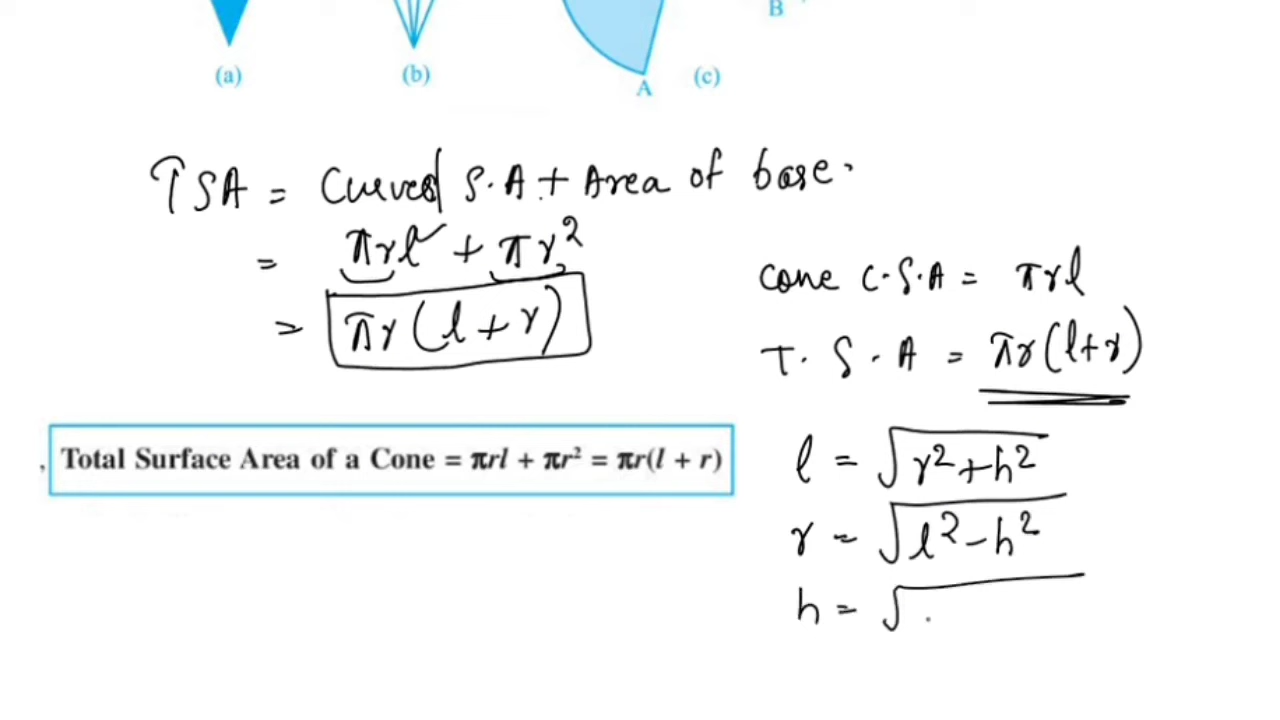 B
(a)
(b)
(c)
A
TSA = Curved S.A + Area of base.
= πrl + πr²
= πr(l+r)
Cone C.S.A = πrl
T.S.A = πr(l+r)
, Total Surface Area of a Cone = πrl + πr² = πr(l + r)
l = √r²+h²
r = √l²-h²
h = √